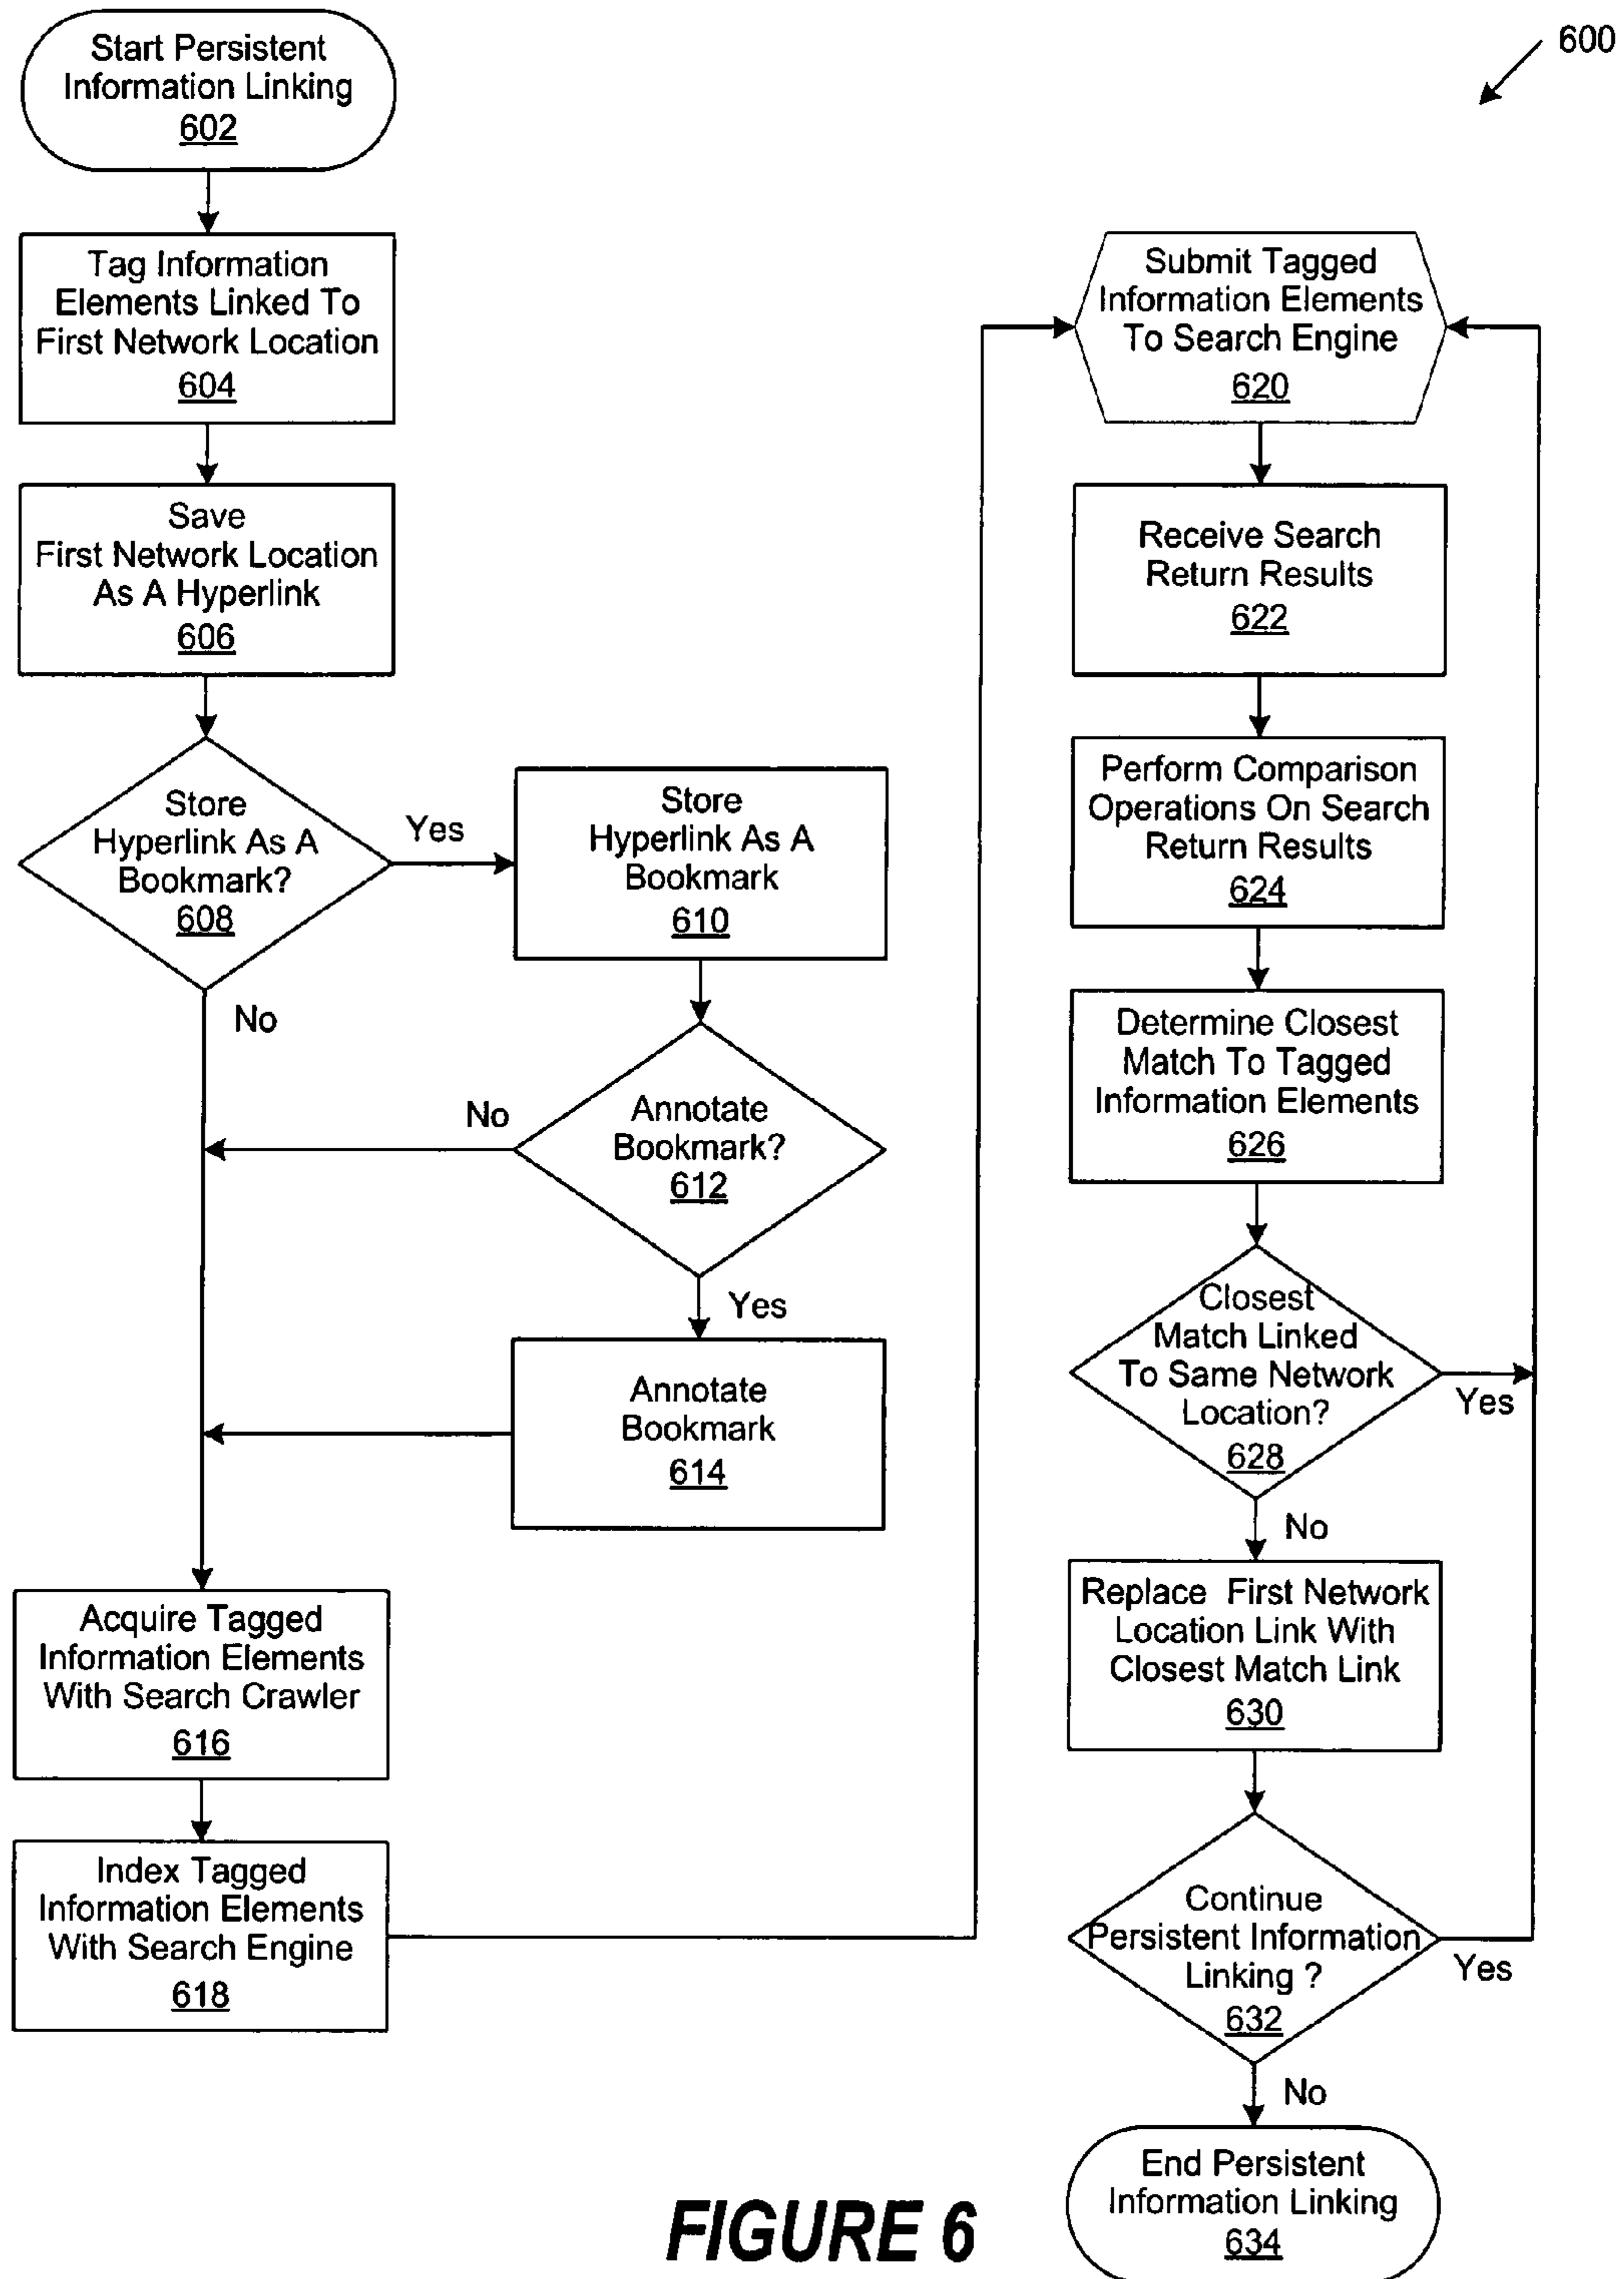 600
Start Persistent
Information Linking
602
Tag Information
Elements Linked To
First Network Location
604
Save
First Network Location
As A Hyperlink
606
Store
Hyperlink As A
Bookmark?
608
Yes
No
Store
Hyperlink As A
Bookmark
610
Annotate
Bookmark?
612
No
Yes
Annotate
Bookmark
614
Acquire Tagged
Information Elements
With Search Crawler
616
Index Tagged
Information Elements
With Search Engine
618
Submit Tagged
Information Elements
To Search Engine
620
Receive Search
Return Results
622
Perform Comparison
Operations On Search
Return Results
624
Determine Closest
Match To Tagged
Information Elements
626
Closest
Match Linked
To Same Network
Location?
628
Yes
No
Replace First Network
Location Link With
Closest Match Link
630
Continue
Persistent Information
Linking ?
632
Yes
No
End Persistent
Information Linking
634
FIGURE 6